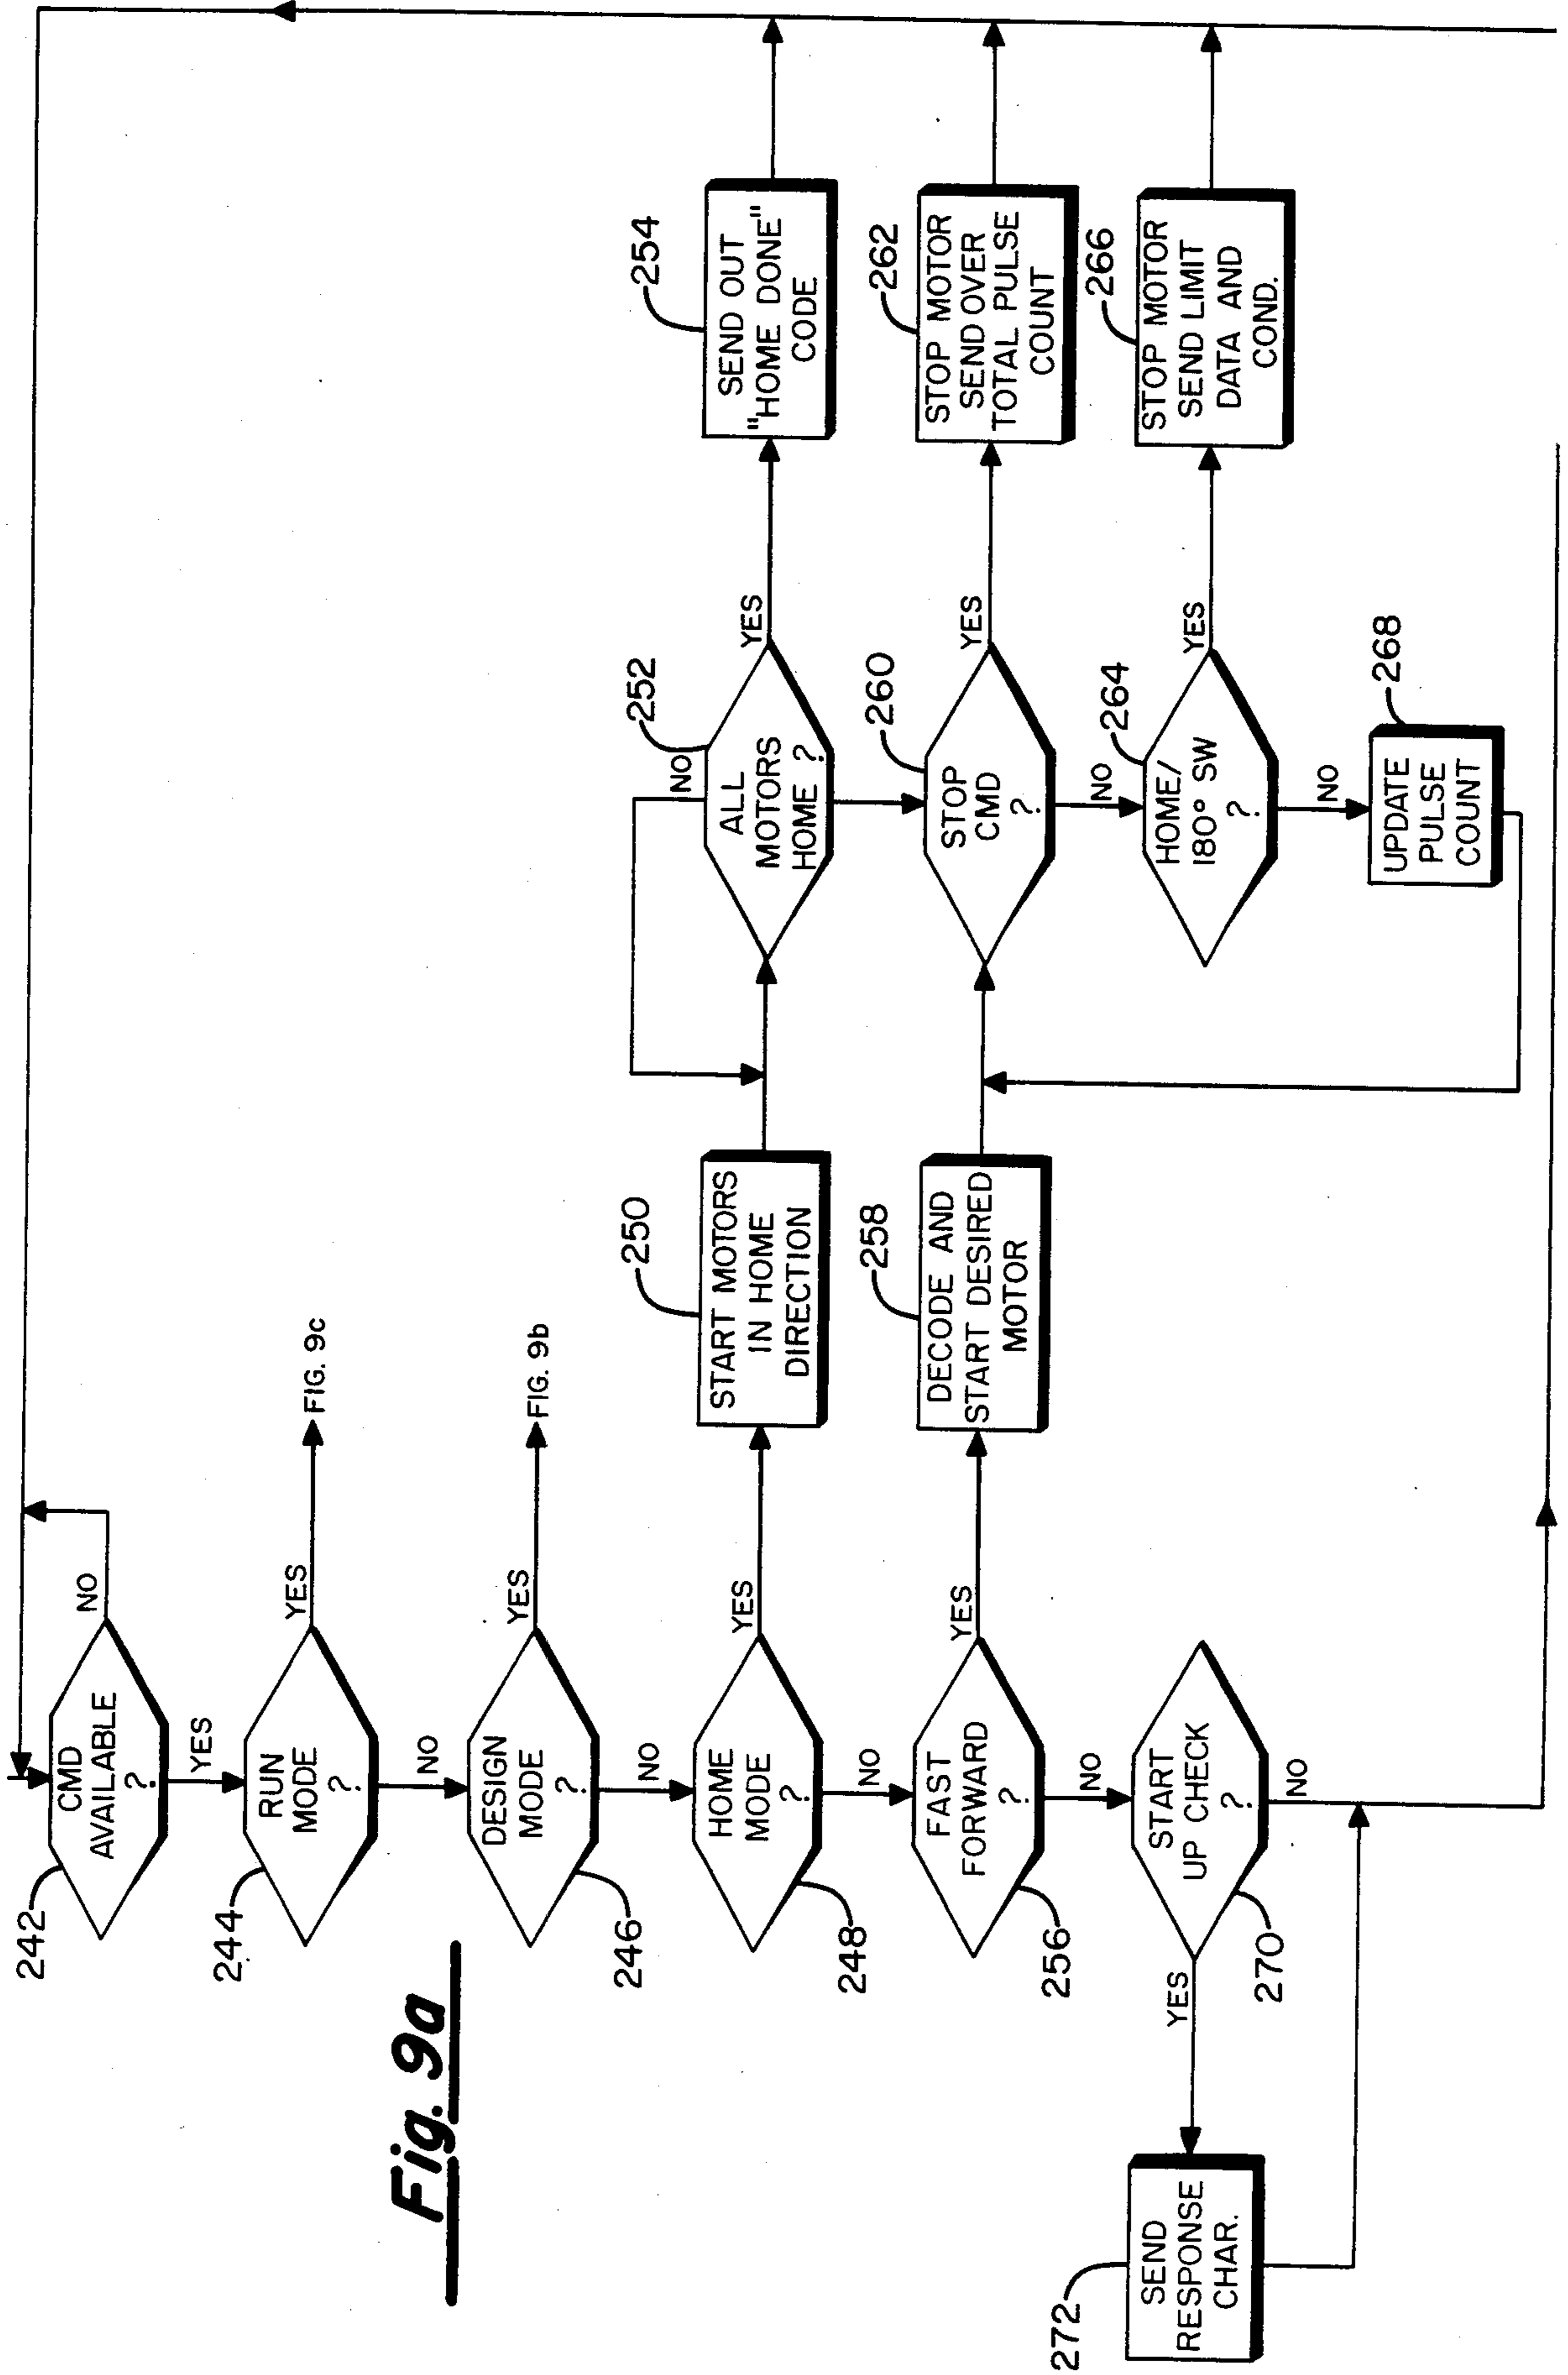 Fig. 9a
242
CMD
AVAILABLE
?
NO
YES
244
RUN
MODE
?
YES
FIG. 9c
NO
246
DESIGN
MODE
?
YES
FIG. 9b
NO
248
HOME
MODE
?
YES
NO
250
START MOTORS
IN HOME
DIRECTION
252
NO
ALL
MOTORS
HOME ?
YES
254
SEND OUT
"HOME DONE"
CODE
256
FAST
FORWARD
?
YES
NO
258
DECODE AND
START DESIRED
MOTOR
260
STOP
CMD
?
YES
NO
262
STOP MOTOR
SEND OVER
TOTAL PULSE
COUNT
264
HOME/
180° SW
?
YES
NO
266
STOP MOTOR
SEND LIMIT
DATA AND
COND.
268
UPDATE
PULSE
COUNT
270
START
UP CHECK
?
YES
NO
272
SEND
RESPONSE
CHAR.